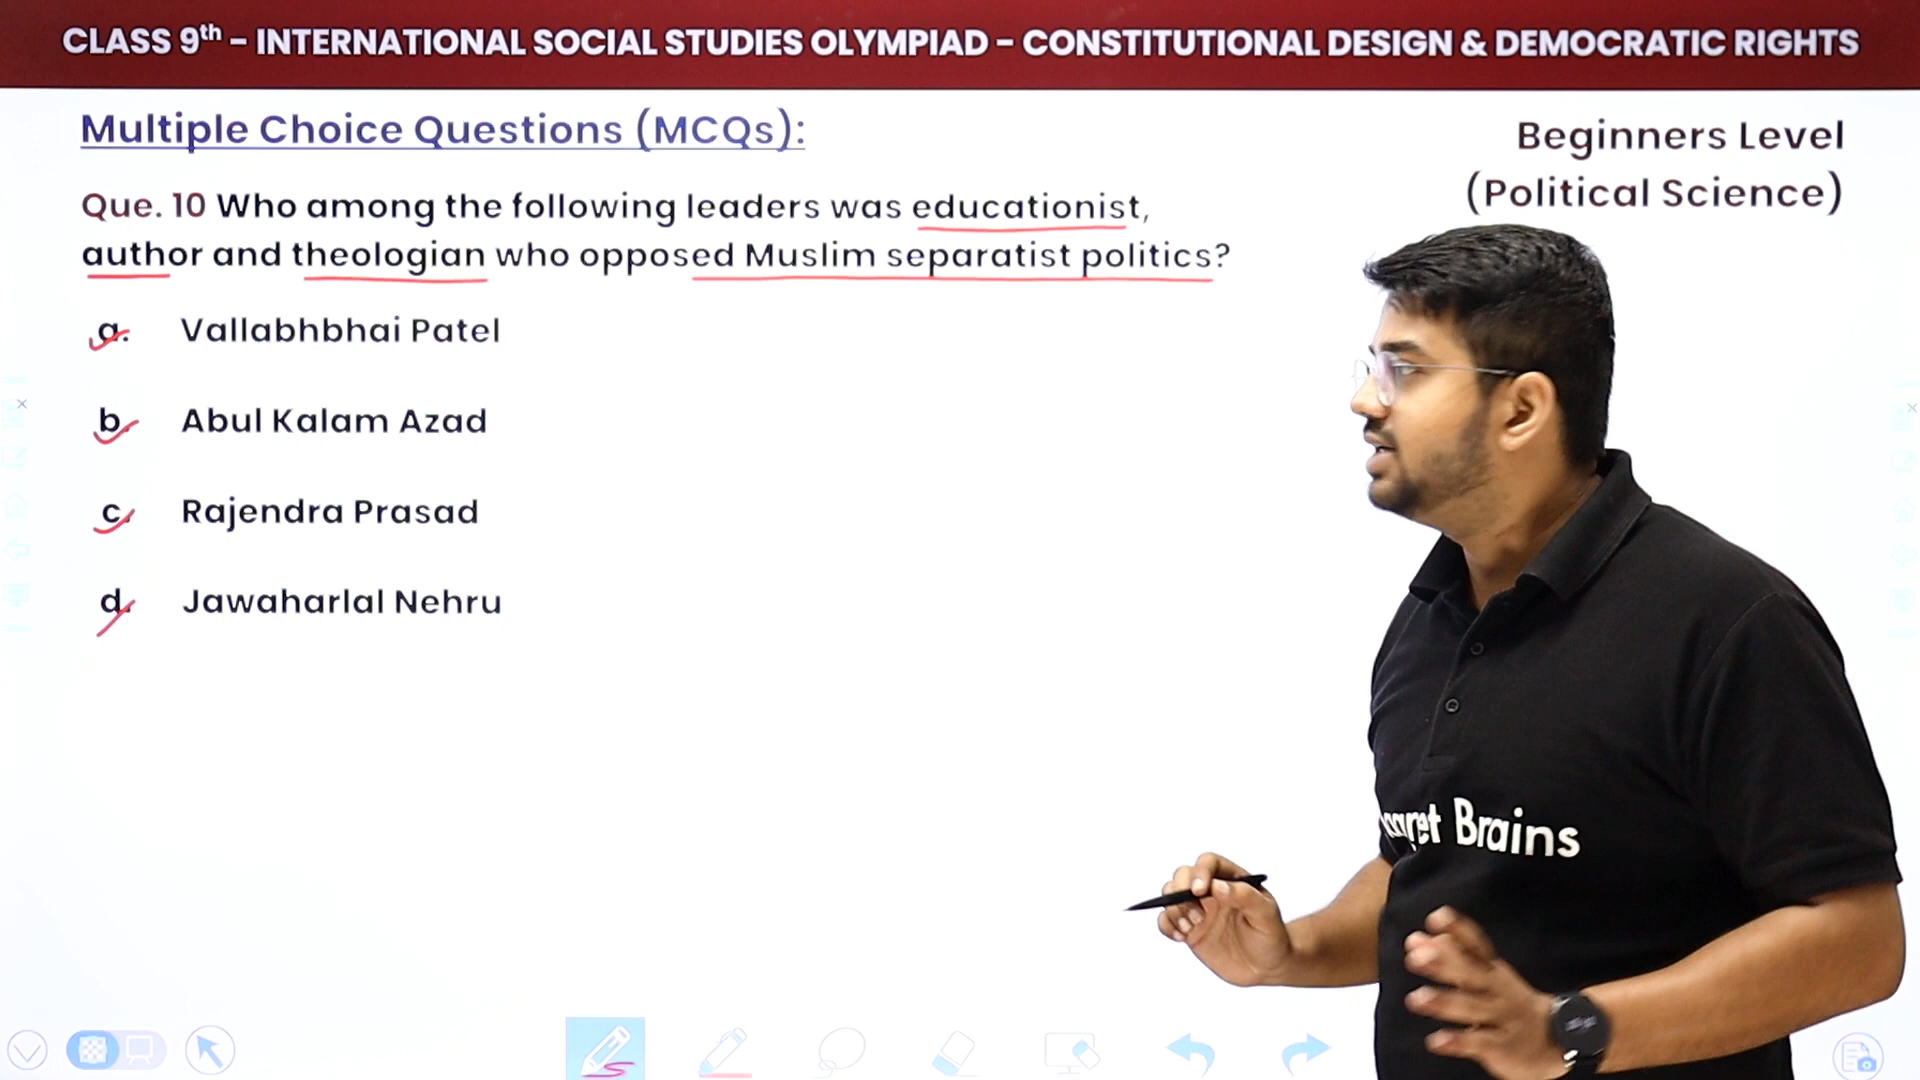 CLASS 9th – INTERNATIONAL SOCIAL STUDIES OLYMPIAD – CONSTITUTIONAL DESIGN & DEMOCRATIC RIGHTS
Multiple Choice Questions (MCQs):
Beginners Level
(Political Science)
Que. 10 Who among the following leaders was educationist,
author and theologian who opposed Muslim separatist politics?
a. Vallabhbhai Patel
b. Abul Kalam Azad
c. Rajendra Prasad
d. Jawaharlal Nehru
Brains